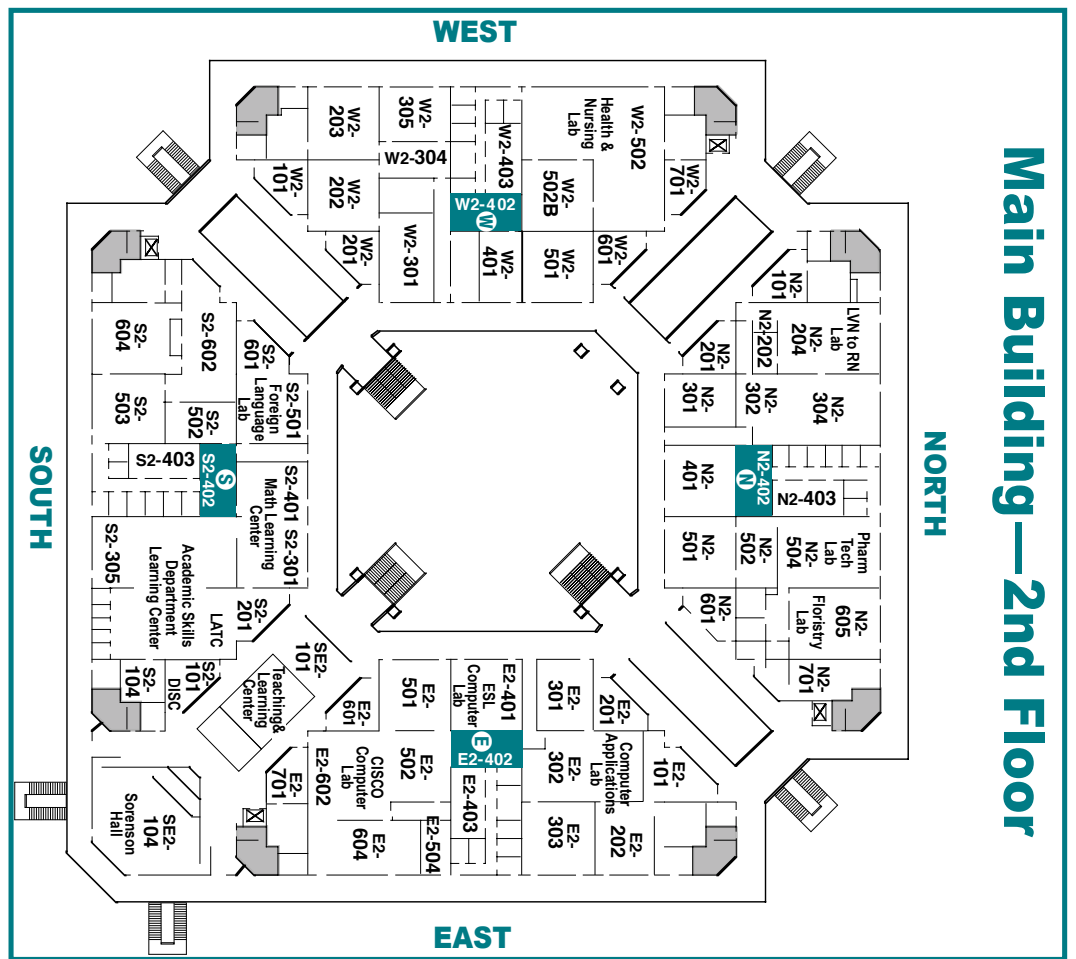 Main Building—2nd Floor
WEST
W2-
203
W2-
305
W2-304
W2-403
Health &
Nursing
Lab
W2-502
W2-
101
W2-
202
W2-
502B
W2-
701
W2-402
W
W2-
201
W2-301
W2-
401
W2-
501
W2-
601
NORTH
N2-
101
LVN to RN
Lab
N2-
204
N2-202
N2-
201
N2-
301
N2-
302
N2-
304
N2-
401
N2-402
N
N2-403
N2-
501
N2-
502
Pharm
Tech
Lab
N2-
504
N2-
601
N2-
605
Floristry
Lab
N2-
701
SOUTH
S2-
604
S2-602
S2-
601
S2-
503
S2-
502
S2-501
Foreign
Language
Lab
S2-403
S2-402
S
S2-401 S2-301
Math Learning
Center
S2-305
Academic Skills
Department
Learning Center
LATC
S2-
201
S2-
104
S2-
101
DISC
SE2-
101
Teaching&
Learning
Center
SE2-
104
Sorenson
Hall
E2-
501
E2-401
ESL
Computer
Lab
E2-
301
E2-
201
E2-
601
E2-
701
E2-602
CISCO
Computer
Lab
E2-
502
E
E2-402
E2-
302
Computer
Applications
Lab
E2-
101
E2-
604
E2-504
E2-403
E2-
303
E2-
202
EAST